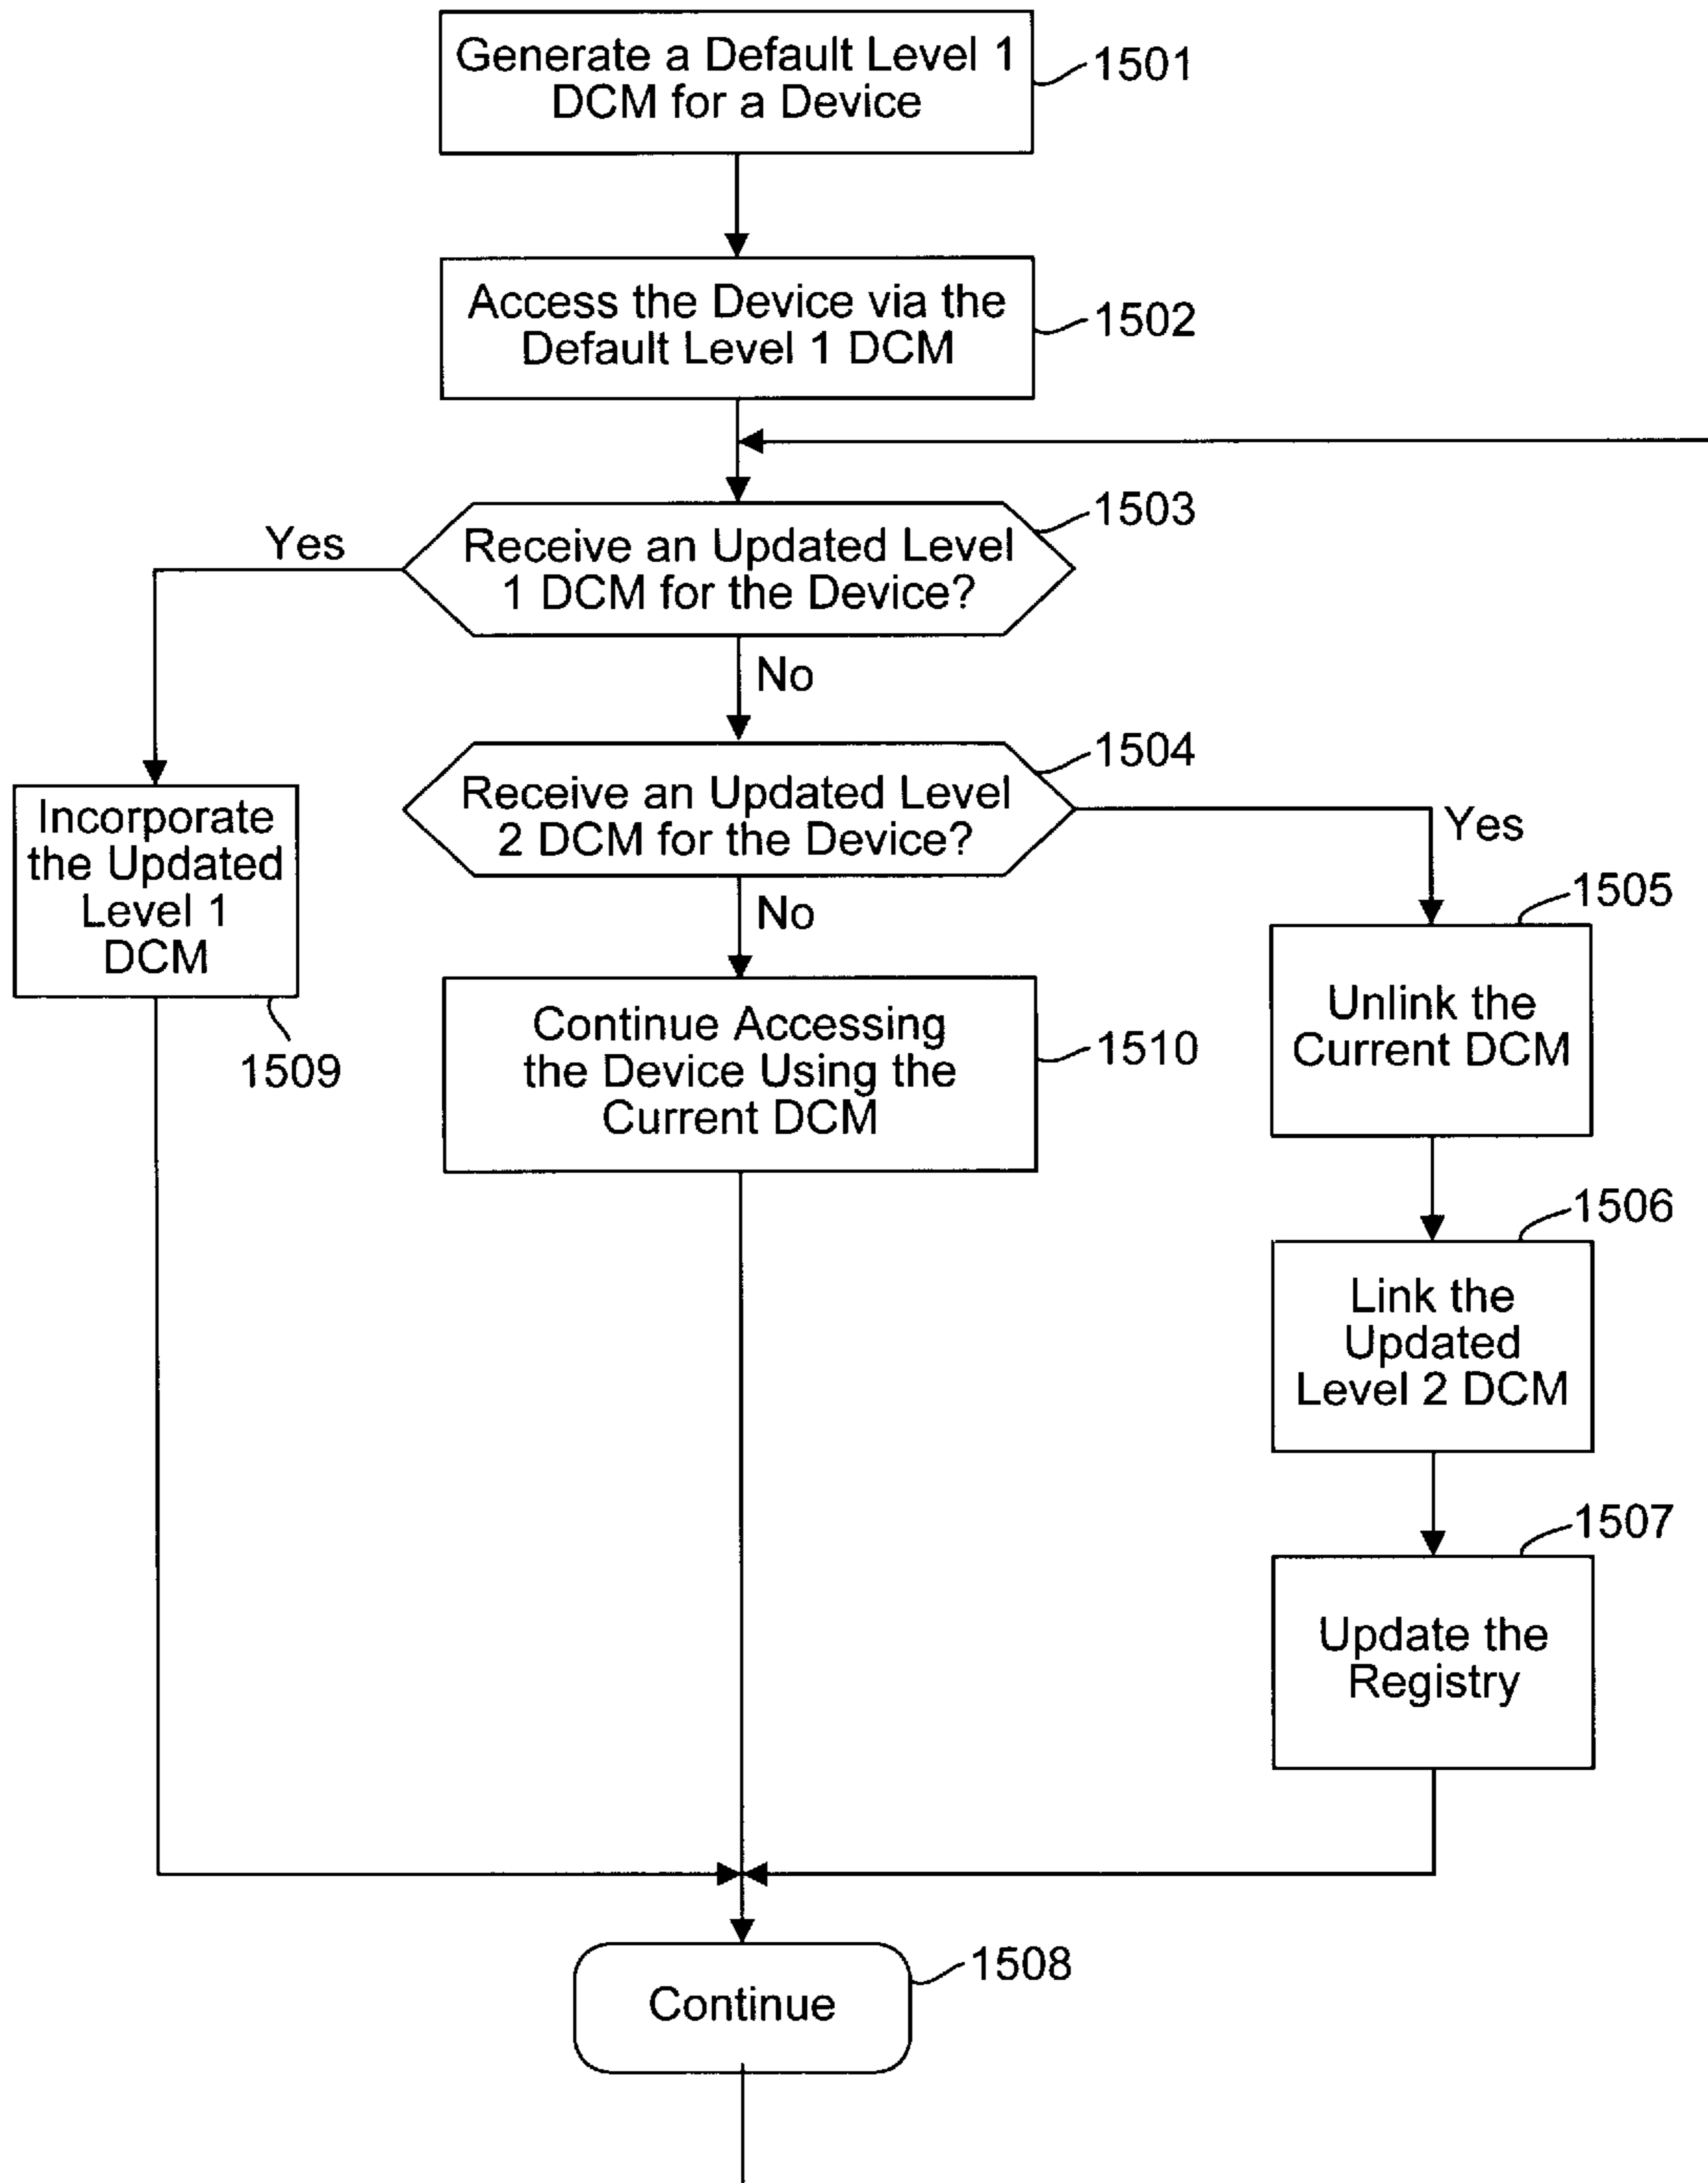 Generate a Default Level 1
DCM for a Device
1501
Access the Device via the
Default Level 1 DCM
1502
Receive an Updated Level
1 DCM for the Device?
1503
Yes
No
Receive an Updated Level
2 DCM for the Device?
1504
Yes
No
Incorporate
the Updated
Level 1
DCM
1509
Continue Accessing
the Device Using the
Current DCM
1510
1505
Unlink the
Current DCM
1506
Link the
Updated
Level 2 DCM
1507
Update the
Registry
1508
Continue